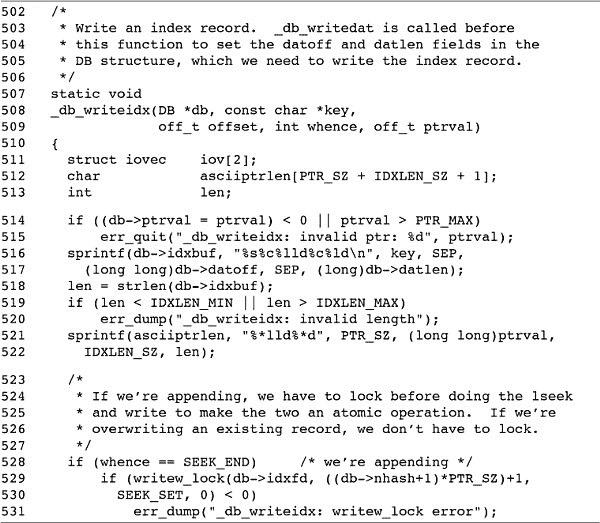 502 /*
503  * Write an index record.  _db_writedat is called before
504  * this function to set the datoff and datlen fields in the
505  * DB structure, which we need to write the index record.
506  */
507 static void
508 _db_writeidx(DB *db, const char *key,
509              off_t offset, int whence, off_t ptrval)
510 {
511   struct iovec    iov[2];
512   char            asciiptrlen[PTR_SZ + IDXLEN_SZ + 1];
513   int             len;
514   if ((db->ptrval = ptrval) < 0 || ptrval > PTR_MAX)
515       err_quit("_db_writeidx: invalid ptr: %d", ptrval);
516   sprintf(db->idxbuf, "%s%c%lld%c%ld\n", key, SEP,
517     (long long)db->datoff, SEP, (long)db->datlen);
518   len = strlen(db->idxbuf);
519   if (len < IDXLEN_MIN || len > IDXLEN_MAX)
520       err_dump("_db_writeidx: invalid length");
521   sprintf(asciiptrlen, "%*lld%*d", PTR_SZ, (long long)ptrval,
522     IDXLEN_SZ, len);
523   /*
524    * If we're appending, we have to lock before doing the lseek
525    * and write to make the two an atomic operation.  If we're
526    * overwriting an existing record, we don't have to lock.
527    */
528   if (whence == SEEK_END)     /* we're appending */
529       if (writew_lock(db->idxfd, ((db->nhash+1)*PTR_SZ)+1,
530         SEEK_SET, 0) < 0)
531           err_dump("_db_writeidx: writew_lock error");